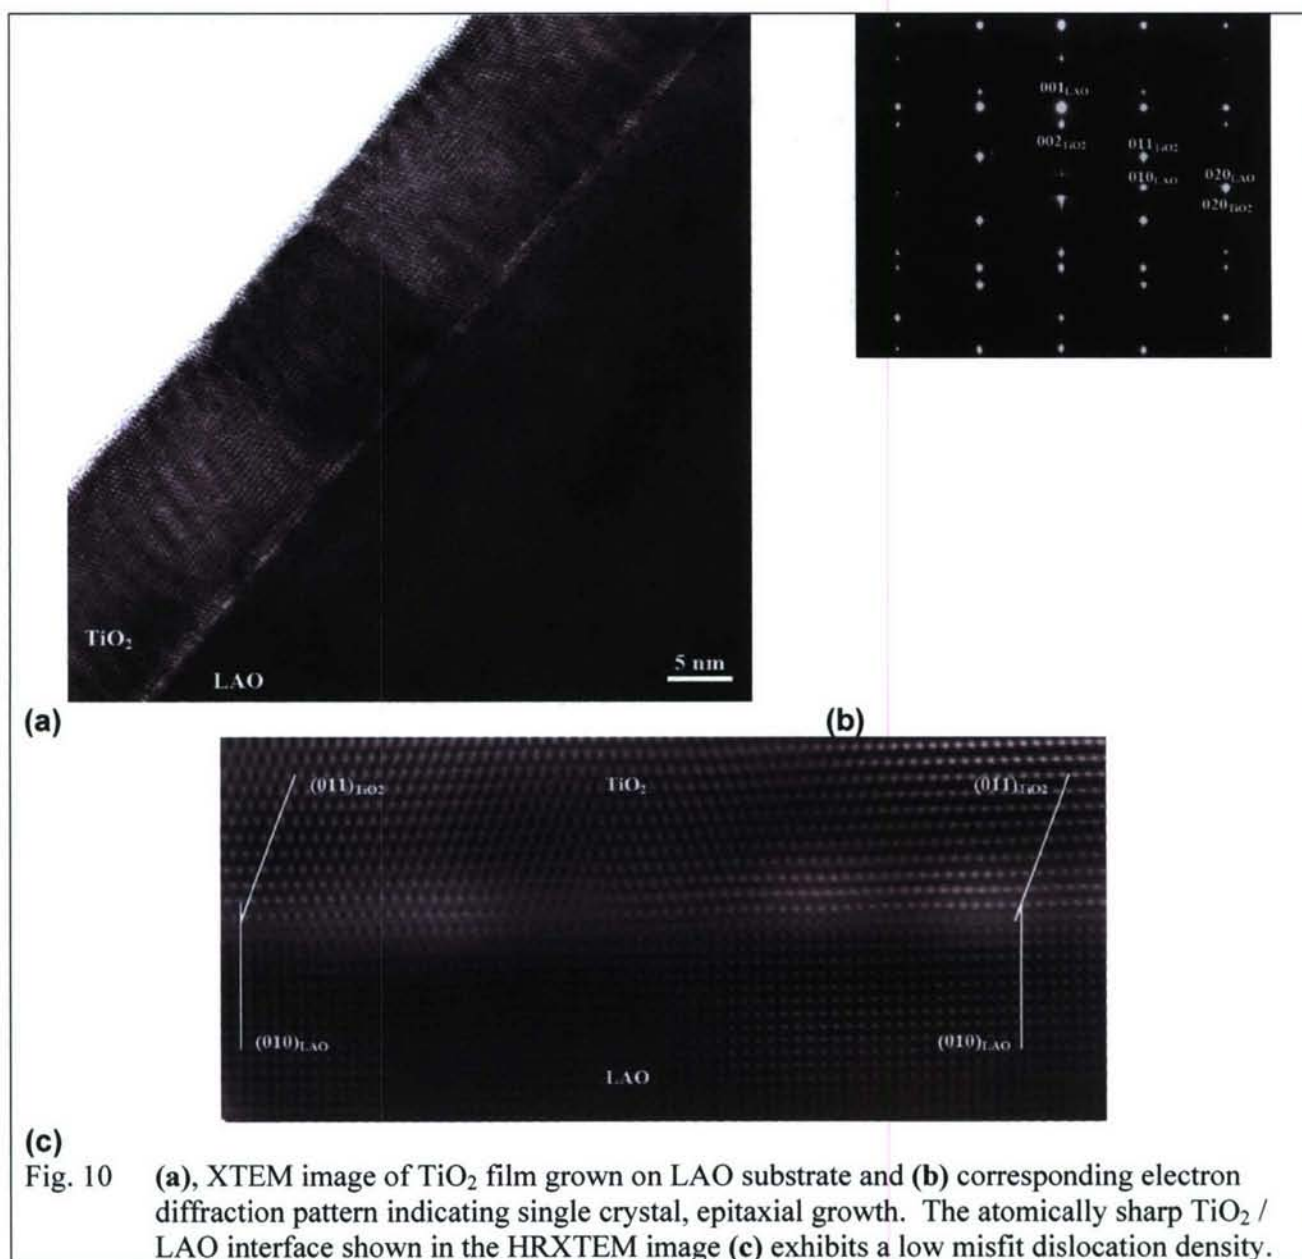 001LAO
002TiO2
011TiO2
010LAO
020LAO
020TiO2
TiO2
LAO
5 nm
(a)
(b)
(011)TiO2
TiO2
(011)TiO2
(010)LAO
(010)LAO
LAO
(c)
Fig. 10 (a), XTEM image of TiO2 film grown on LAO substrate and (b) corresponding electron
diffraction pattern indicating single crystal, epitaxial growth. The atomically sharp TiO2 /
LAO interface shown in the HRXTEM image (c) exhibits a low misfit dislocation density.